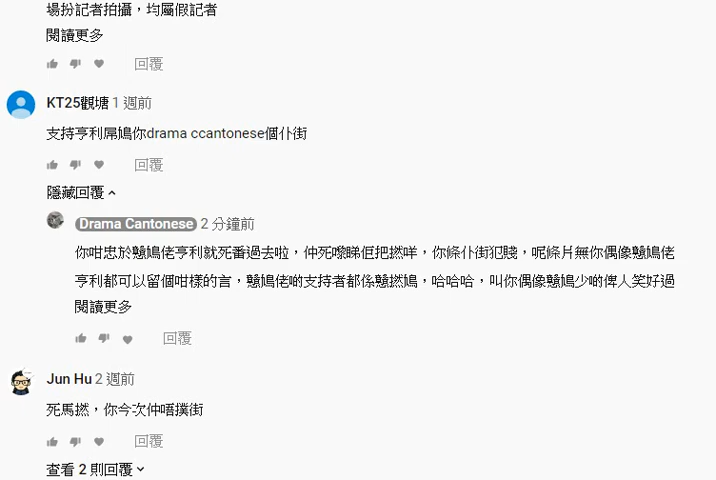 場扮記者拍攝，均屬假記者
閱讀更多
回覆
KT25觀塘 1 週前
支持亨利屌鳩你drama ccantonese個仆街
回覆
隱藏回覆
Drama Cantonese 2 分鐘前
你咁忠於戇鳩佬亨利就死番過去啦，仲死嚟睇佢把撚咩，你條仆街犯賤，呢條片無你偶像戇鳩佬
亨利都可以留個咁樣的言，戇鳩佬啲支持者都係戇撚鳩，哈哈哈，叫你偶像戇鳩少啲俾人笑好過
閱讀更多
回覆
Jun Hu 2 週前
死馬撚，你今次仲唔撲街
回覆
查看 2 則回覆